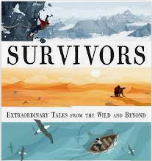 SURVIVORS
EXTRAORDINARY TALES FROM THE WILD AND BEYOND